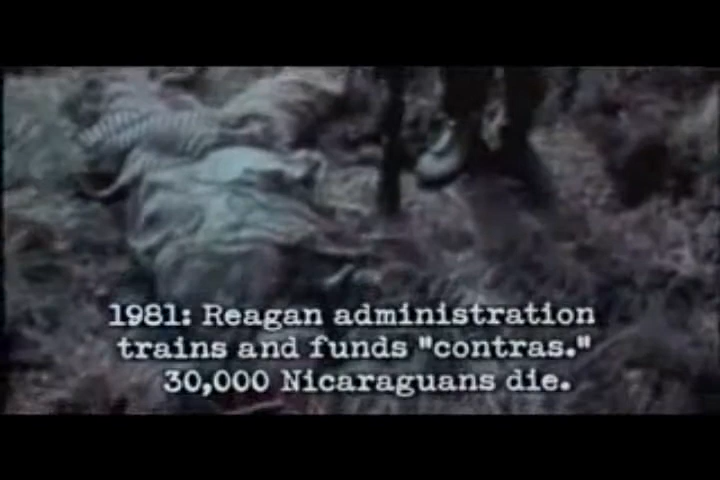 1981: Reagan administration
trains and funds "contras."
30,000 Nicaraguans die.